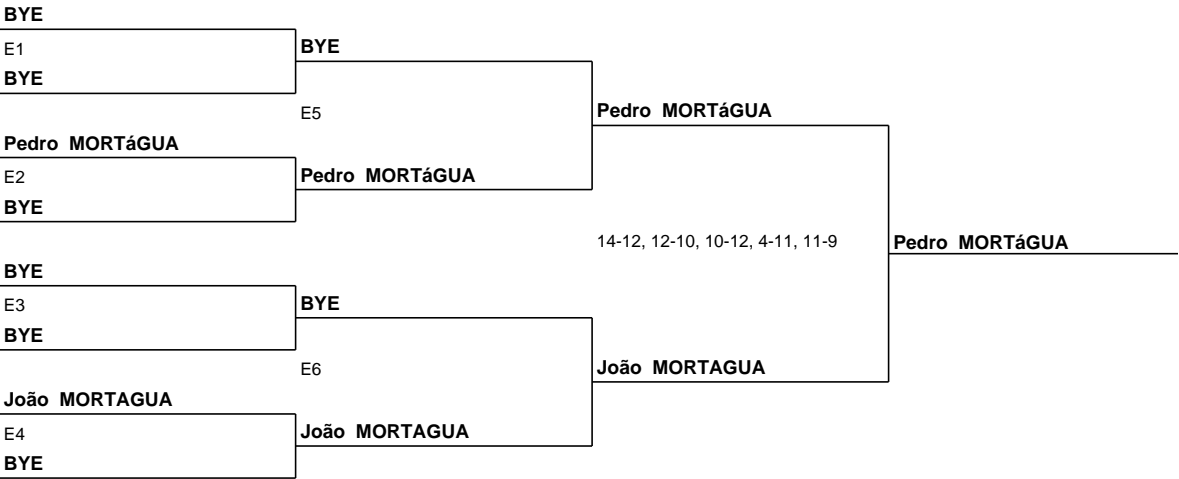 BYE
E1
BYE
BYE
E5
Pedro MORTáGUA
Pedro MORTáGUA
E2
Pedro MORTáGUA
BYE
14-12, 12-10, 10-12, 4-11, 11-9
Pedro MORTáGUA
BYE
E3
BYE
BYE
E6
João MORTAGUA
João MORTAGUA
E4
João MORTAGUA
BYE